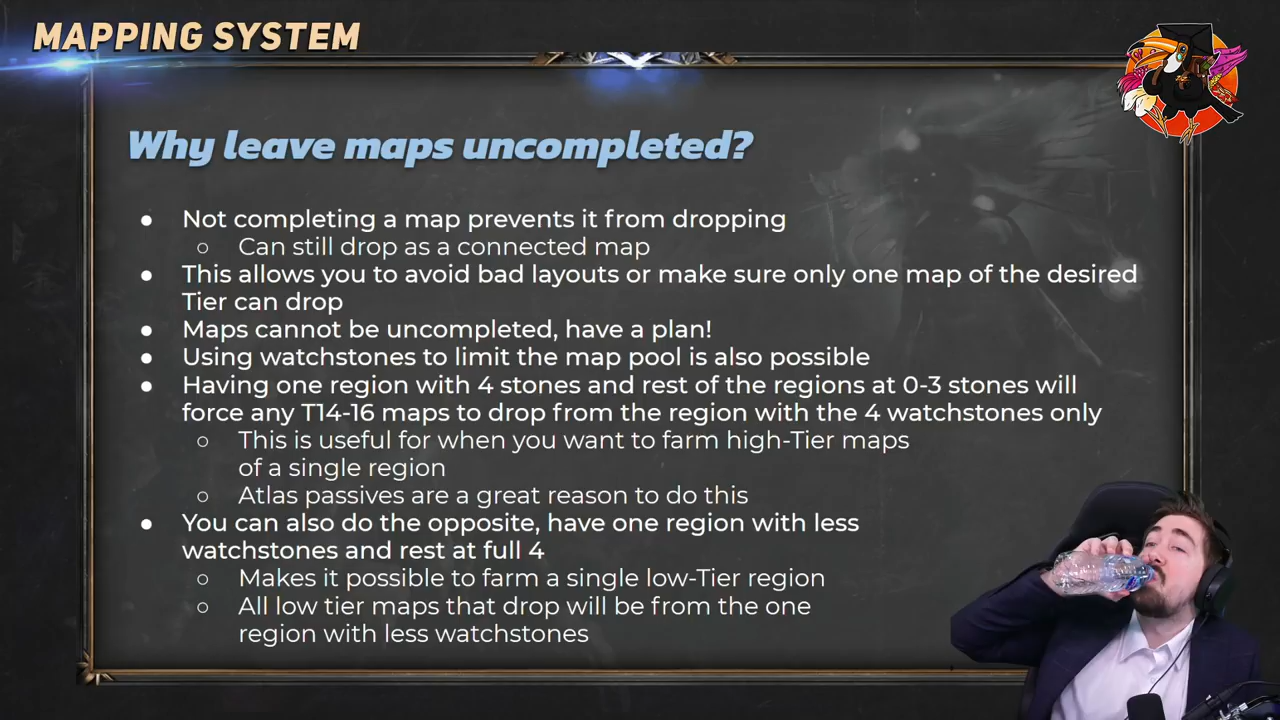 MAPPING SYSTEM
Why leave maps uncompleted?
● Not completing a map prevents it from dropping
○ Can still drop as a connected map
● This allows you to avoid bad layouts or make sure only one map of the desired
Tier can drop
● Maps cannot be uncompleted, have a plan!
● Using watchstones to limit the map pool is also possible
● Having one region with 4 stones and rest of the regions at 0-3 stones will
force any T14-16 maps to drop from the region with the 4 watchstones only
○ This is useful for when you want to farm high-Tier maps
of a single region
○ Atlas passives are a great reason to do this
● You can also do the opposite, have one region with less
watchstones and rest at full 4
○ Makes it possible to farm a single low-Tier region
○ All low tier maps that drop will be from the one
region with less watchstones